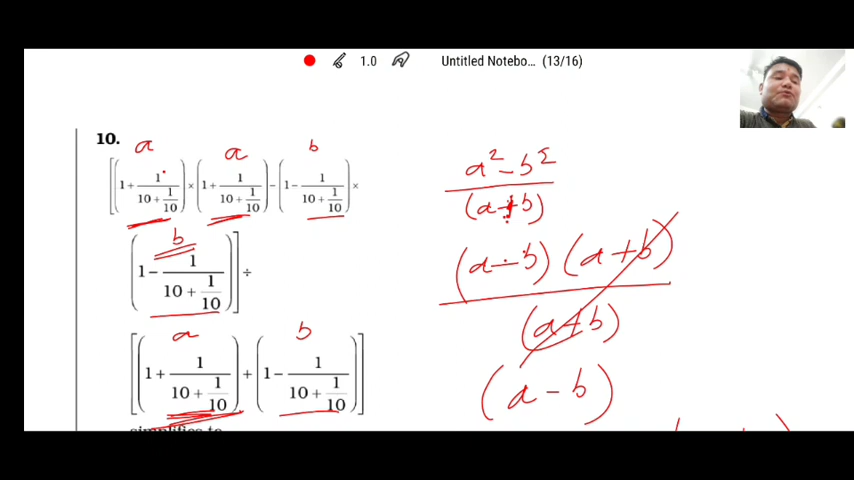 1.0 Untitled Notebo... (13/16)
10.
a a b
[(1 + 1/(10 + 1/10)) × (1 + 1/(10 + 1/10)) − (1 − 1/(10 + 1/10)) ×
b
(1 − 1/(10 + 1/10))] ÷
a b
[(1 + 1/(10 + 1/10)) + (1 − 1/(10 + 1/10))]
simplifies to
a² − b²
(a + b)
(a − b) (a + b)
(a + b)
(a − b)